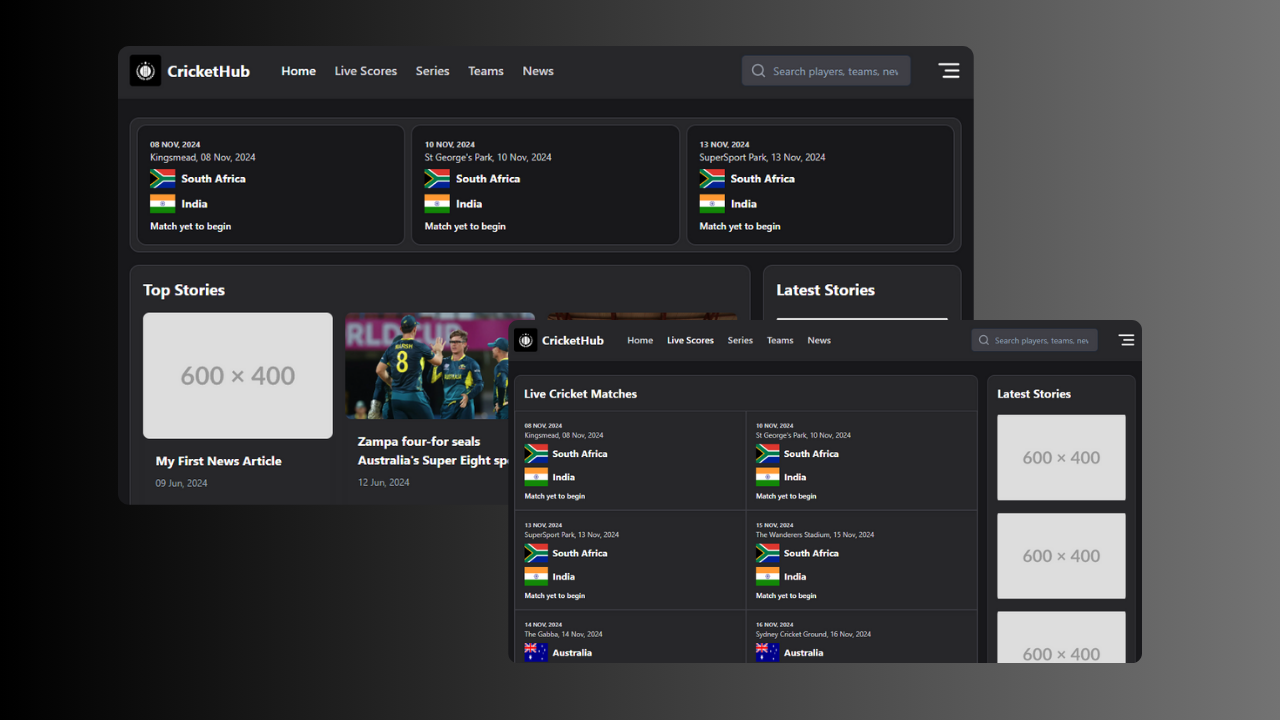 CricketHub
Home
Live Scores
Series
Teams
News
Search players, teams, nev
08 NOV, 2024
Kingsmead, 08 Nov, 2024
South Africa
India
Match yet to begin
10 NOV, 2024
St George's Park, 10 Nov, 2024
South Africa
India
Match yet to begin
13 NOV, 2024
SuperSport Park, 13 Nov, 2024
South Africa
India
Match yet to begin
Top Stories
600 × 400
My First News Article
09 Jun, 2024
RLD CUP
MARSH
8
AUSTRALIA
Zampa four-for seals
Australia's Super Eight sp
12 Jun, 2024
Latest Stories
CricketHub
Home
Live Scores
Series
Teams
News
Search players, teams, nev
Live Cricket Matches
08 NOV, 2024
Kingsmead, 08 Nov, 2024
South Africa
India
Match yet to begin
10 NOV, 2024
St George's Park, 10 Nov, 2024
South Africa
India
Match yet to begin
13 NOV, 2024
SuperSport Park, 13 Nov, 2024
South Africa
India
Match yet to begin
15 NOV, 2024
The Wanderers Stadium, 15 Nov, 2024
South Africa
India
Match yet to begin
14 NOV, 2024
The Gabba, 14 Nov, 2024
Australia
16 NOV, 2024
Sydney Cricket Ground, 16 Nov, 2024
Australia
Latest Stories
600 × 400
600 × 400
600 × 400